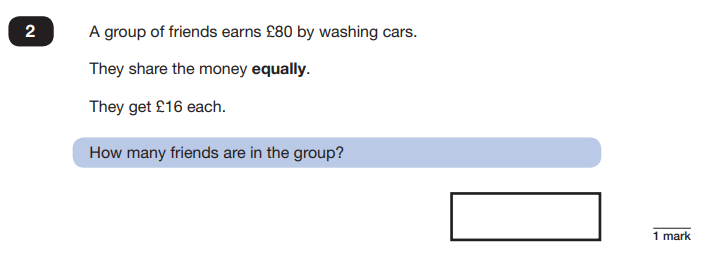 2
A group of friends earns £80 by washing cars.
They share the money equally.
They get £16 each.
How many friends are in the group?
1 mark